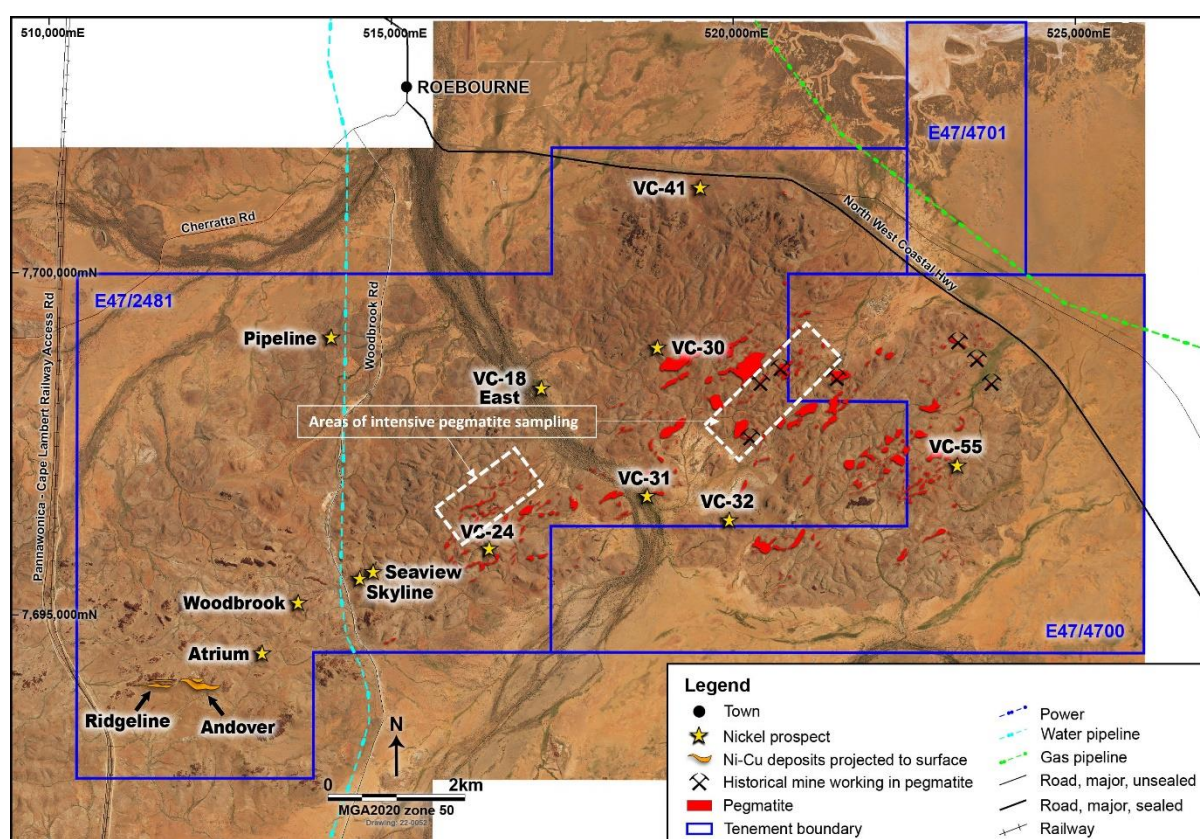 510,000mE
515,000mE
520,000mE
525,000mE
ROEBOURNE
E47/4701
VC-41
Cherratta Rd
North West Coastal Hwy
7,700,000mN
E47/2481
Woodbrook Rd
Pannawonica - Cape Lambert Railway Access Rd
Pipeline
VC-30
VC-18
East
Areas of intensive pegmatite sampling
VC-55
VC-31
VC-32
VC-24
Seaview
Skyline
Woodbrook
7,695,000mN
Atrium
E47/4700
Ridgeline
Andover
N
0
2km
MGA2020 zone 50
Drawing: 22-0052
Legend
Town
Nickel prospect
Ni-Cu deposits projected to surface
Historical mine working in pegmatite
Pegmatite
Tenement boundary
Power
Water pipeline
Gas pipeline
Road, major, unsealed
Road, major, sealed
Railway